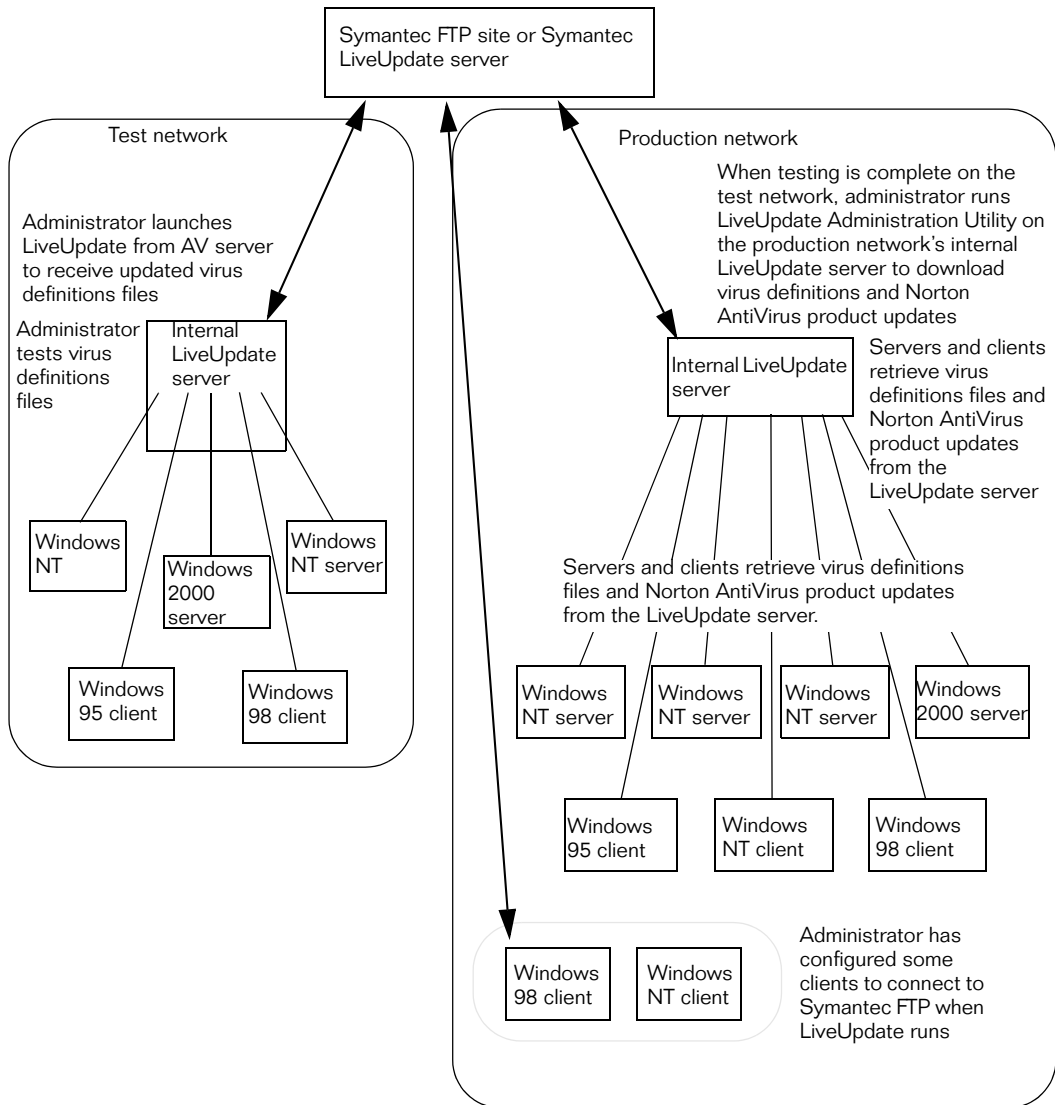 Symantec FTP site or Symantec
LiveUpdate server
Test network
Administrator launches
LiveUpdate from AV server
to receive updated virus
definitions files
Administrator
tests virus
definitions
files
Internal
LiveUpdate
server
Windows
NT
Windows
2000
server
Windows
NT server
Windows
95 client
Windows
98 client
Production network
When testing is complete on the
test network, administrator runs
LiveUpdate Administration Utility on
the production network's internal
LiveUpdate server to download
virus definitions and Norton
AntiVirus product updates
Internal LiveUpdate
server
Servers and clients
retrieve virus
definitions files and
Norton AntiVirus
product updates
from the
LiveUpdate server
Servers and clients retrieve virus definitions
files and Norton AntiVirus product updates
from the LiveUpdate server.
Windows
NT server
Windows
NT server
Windows
NT server
Windows
2000 server
Windows
95 client
Windows
NT client
Windows
98 client
Windows
98 client
Windows
NT client
Administrator has
configured some
clients to connect to
Symantec FTP when
LiveUpdate runs